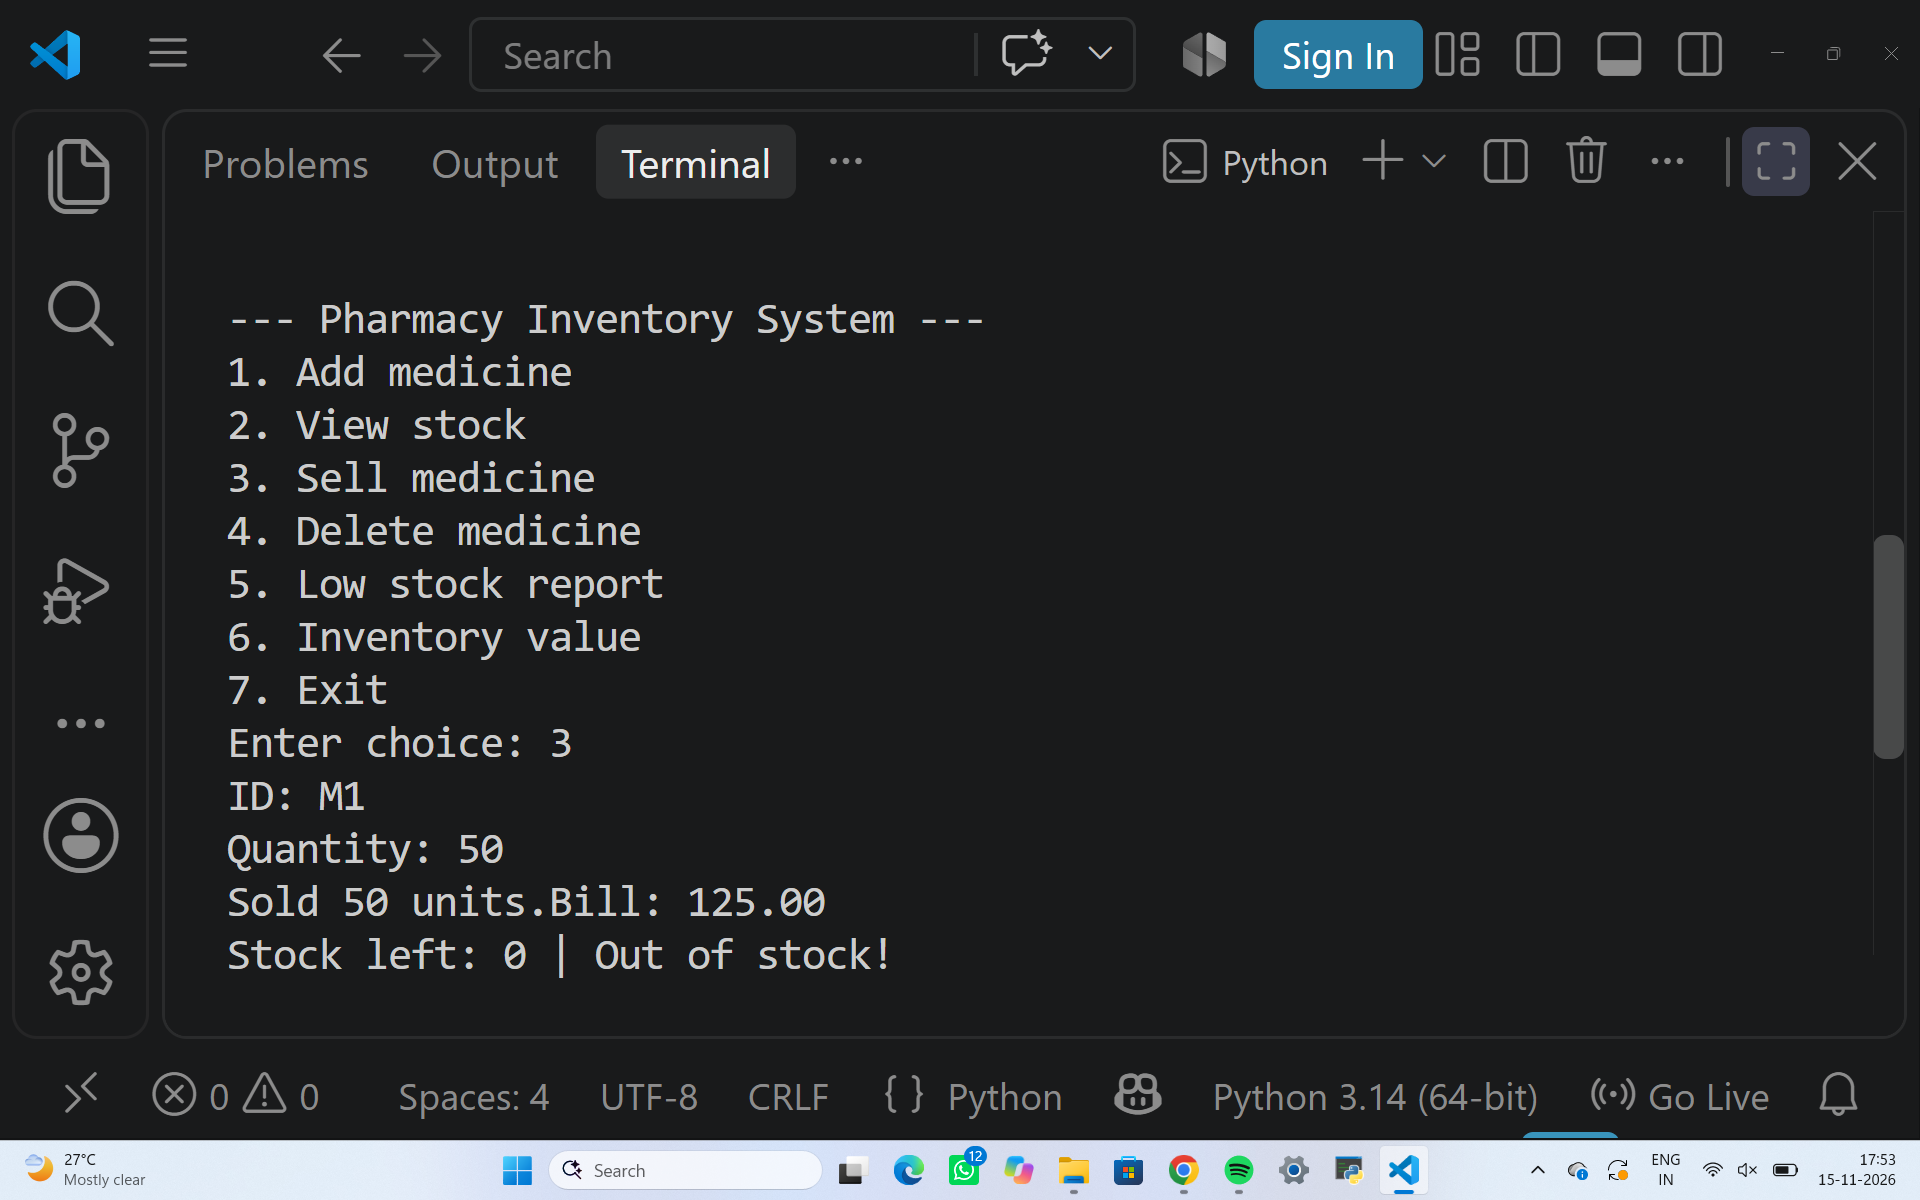 Search
Sign In
Problems Output Terminal
Python
--- Pharmacy Inventory System ---
1. Add medicine
2. View stock
3. Sell medicine
4. Delete medicine
5. Low stock report
6. Inventory value
7. Exit
Enter choice: 3
ID: M1
Quantity: 50
Sold 50 units.Bill: 125.00
Stock left: 0 | Out of stock!
0 0 Spaces: 4 UTF-8 CRLF { } Python Python 3.14 (64-bit) Go Live
27°C
Mostly clear
Search
12
ENG
IN
17:53
15-11-2026